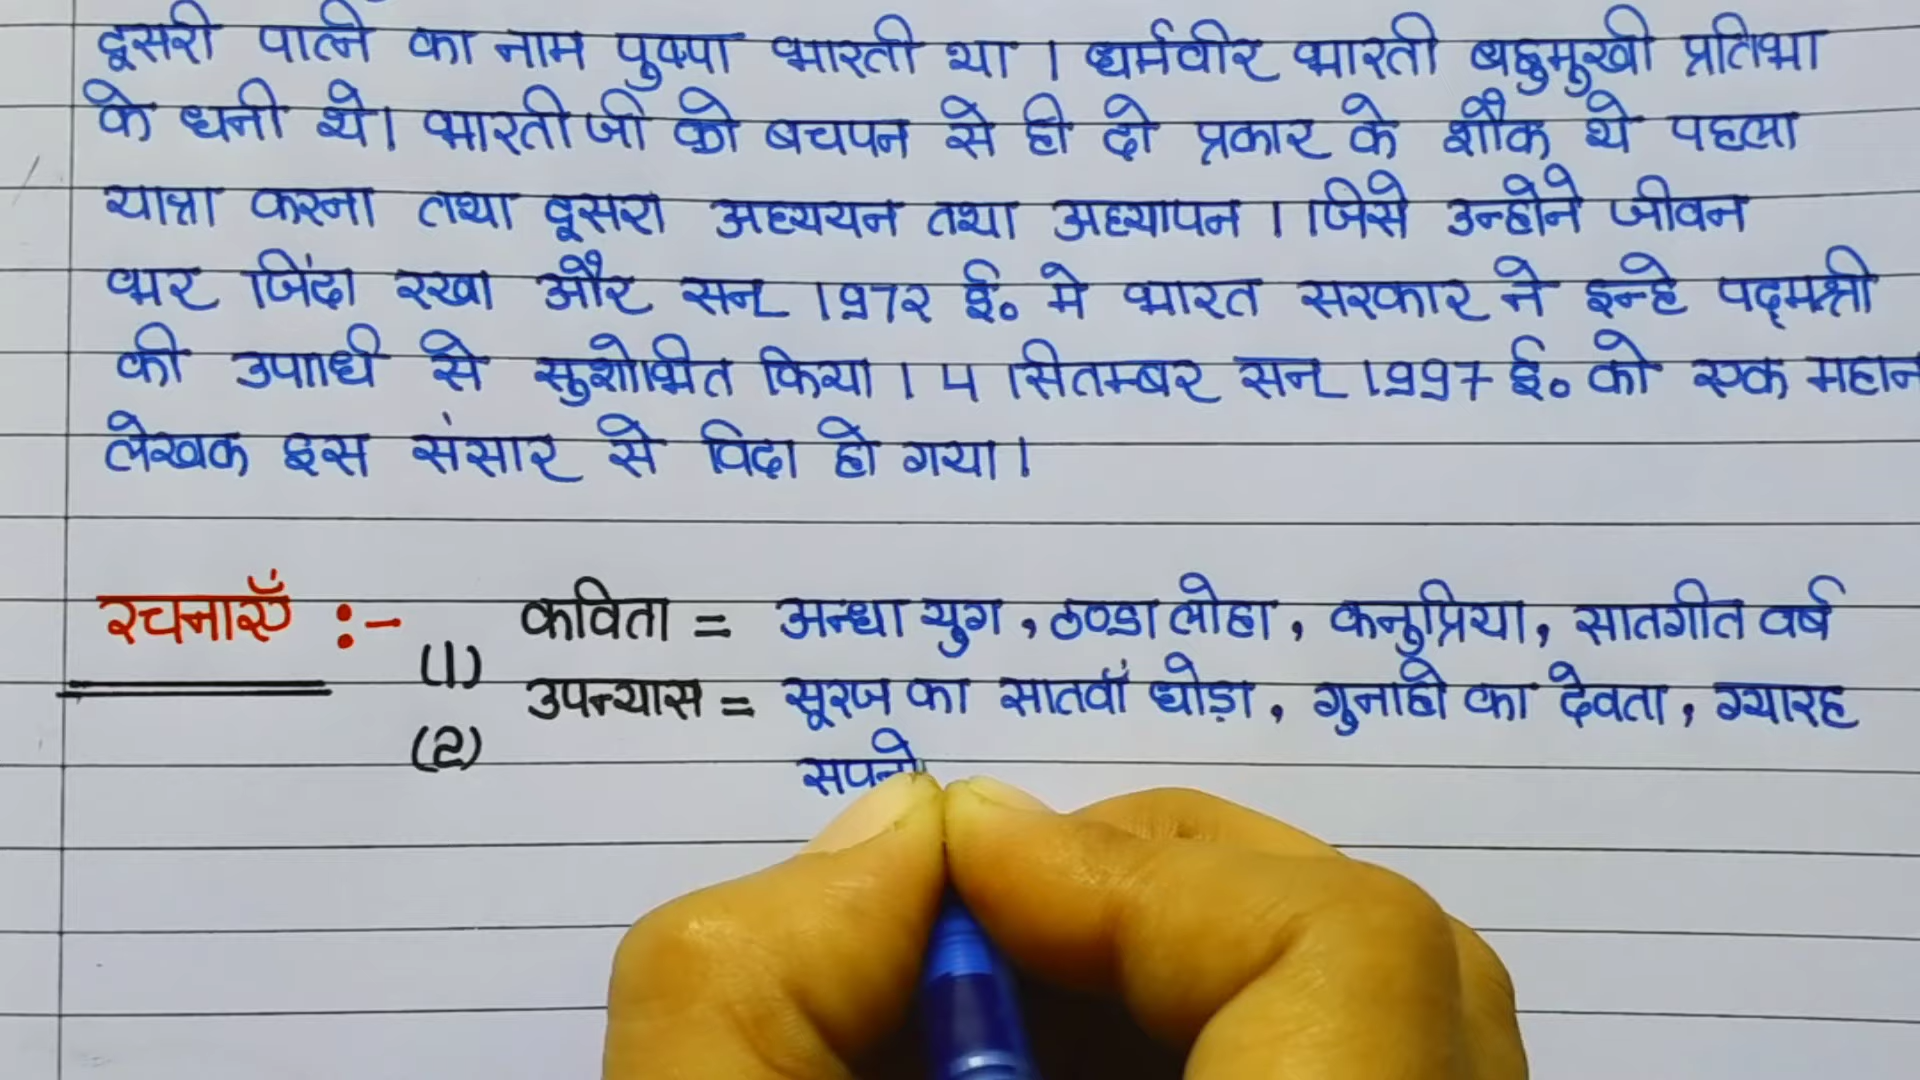 दूसरी पत्नि का नाम पुष्पा भारती था । धर्मवीर भारती बहुमुखी प्रतिभा
के धनी थे। भारती जी को बचपन से ही दो प्रकार के शौक थे पहला
यात्रा करना तथा दूसरा अध्ययन तथा अध्यापन । जिसे उन्होने जीवन
भर जिंदा रखा और सन् 1972 ई० मे भारत सरकार ने इन्हे पद्मश्री
की उपाधि से सुशोभित किया । 4 सितम्बर सन् 1997 ई० को एक महान
लेखक इस संसार से विदा हो गया ।
रचनाएँ :-
(1) कविता = अन्धा युग, ठण्डा लोहा, कनुप्रिया, सातगीत वर्ष
(2) उपन्यास = सूरज का सातवाँ घोड़ा, गुनाहो का देवता, ग्यारह
सपनो